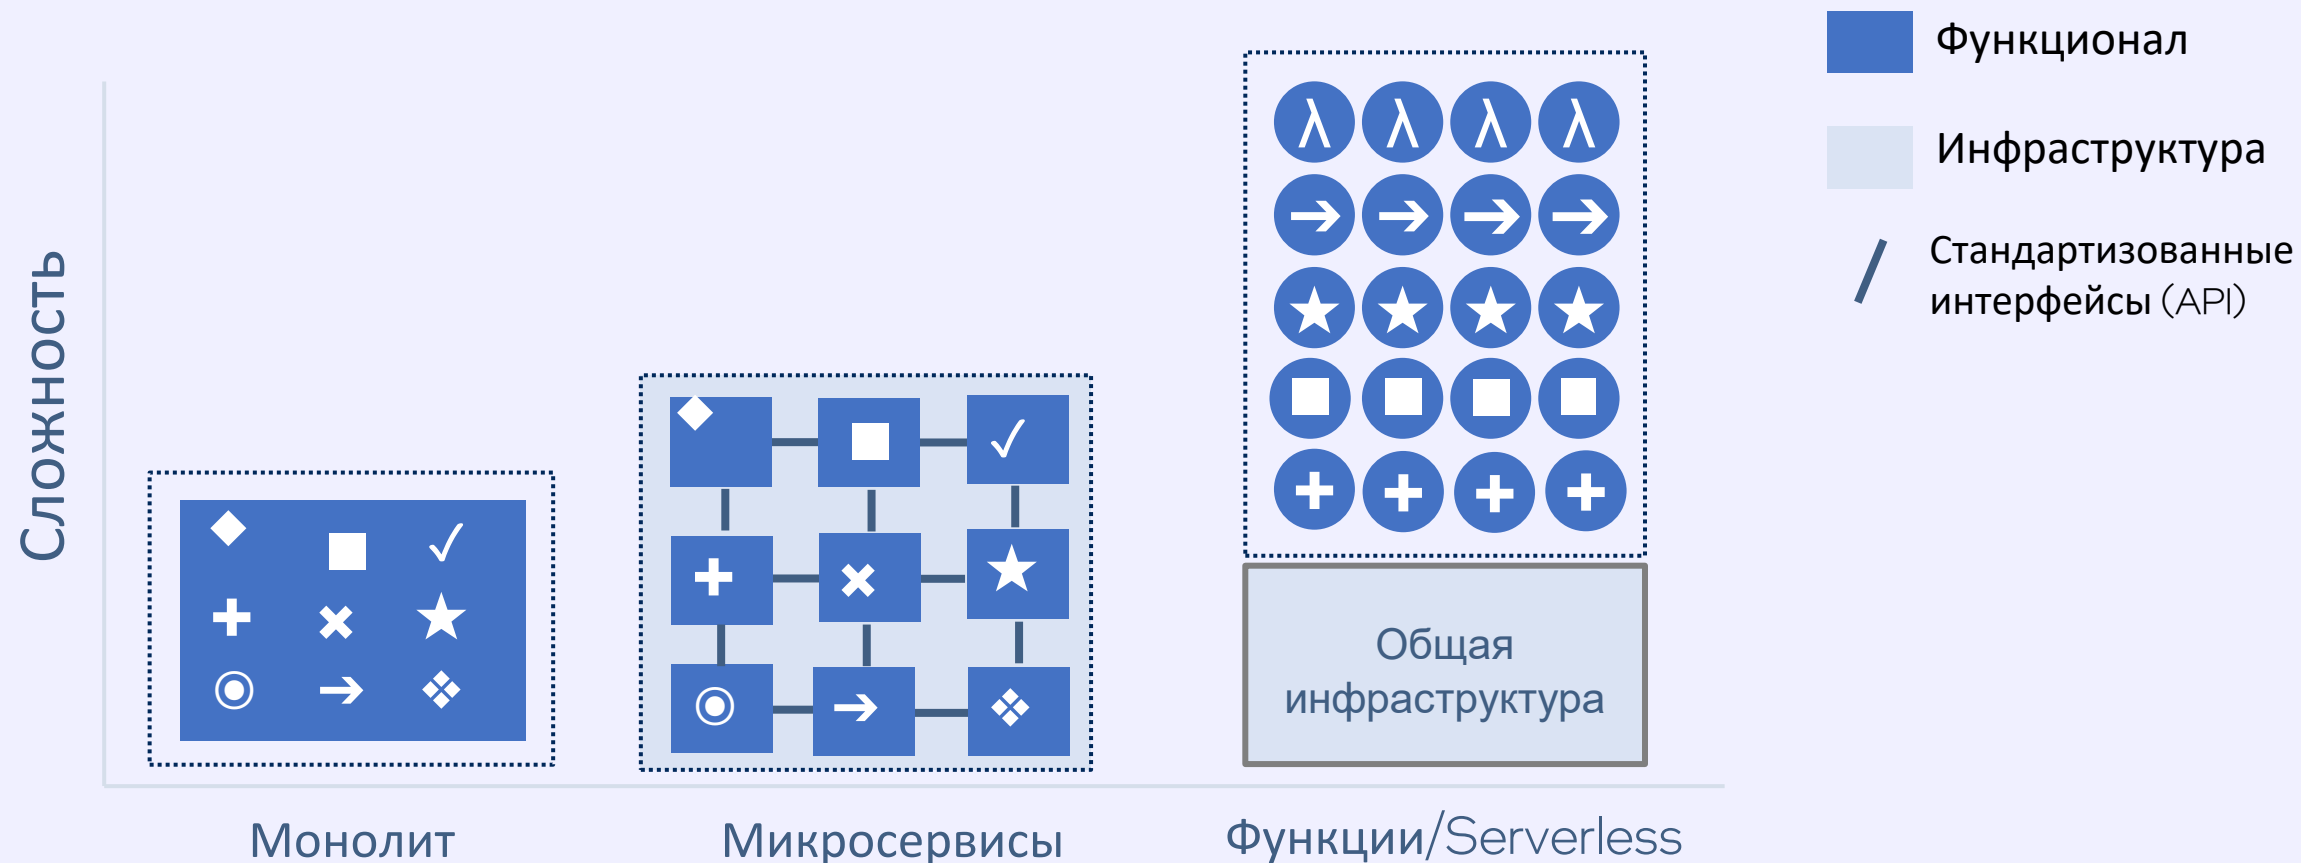 Функционал
Инфраструктура
Стандартизованные
интерфейсы (API)
Сложность
λ λ λ λ
Общая
инфраструктура
Монолит
Микросервисы
Функции/Serverless